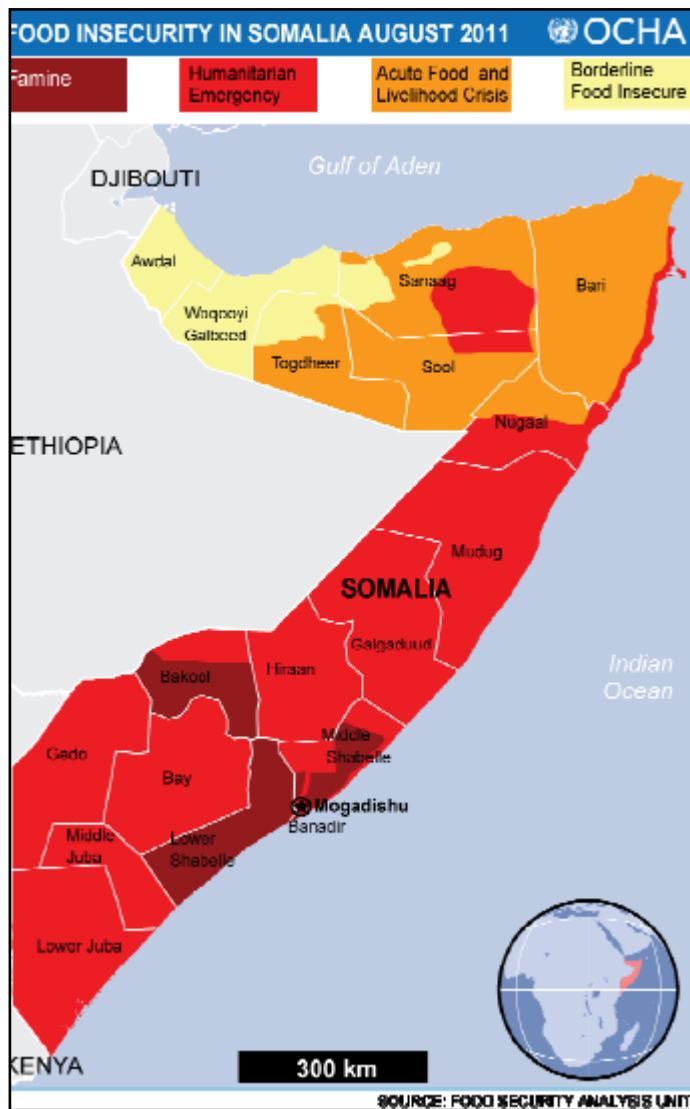 FOOD INSECURITY IN SOMALIA AUGUST 2011
OCHA
Famine
Humanitarian
Emergency
Acute Food and
Livelihood Crisis
Borderline
Food Insecure
Gulf of Aden
DJIBOUTI
Awdal
Woqooyi
Galbeed
Togdheer
Sanaag
Sool
Bari
Nugaal
ETHIOPIA
Mudug
SOMALIA
Galgaduud
Hiraan
Bakool
Indian
Ocean
Gedo
Bay
Middle
Shabelle
Mogadishu
Banadir
Middle
Juba
Lower
Shabelle
Lower Juba
KENYA
300 km
SOURCE: FOOD SECURITY ANALYSIS UNIT